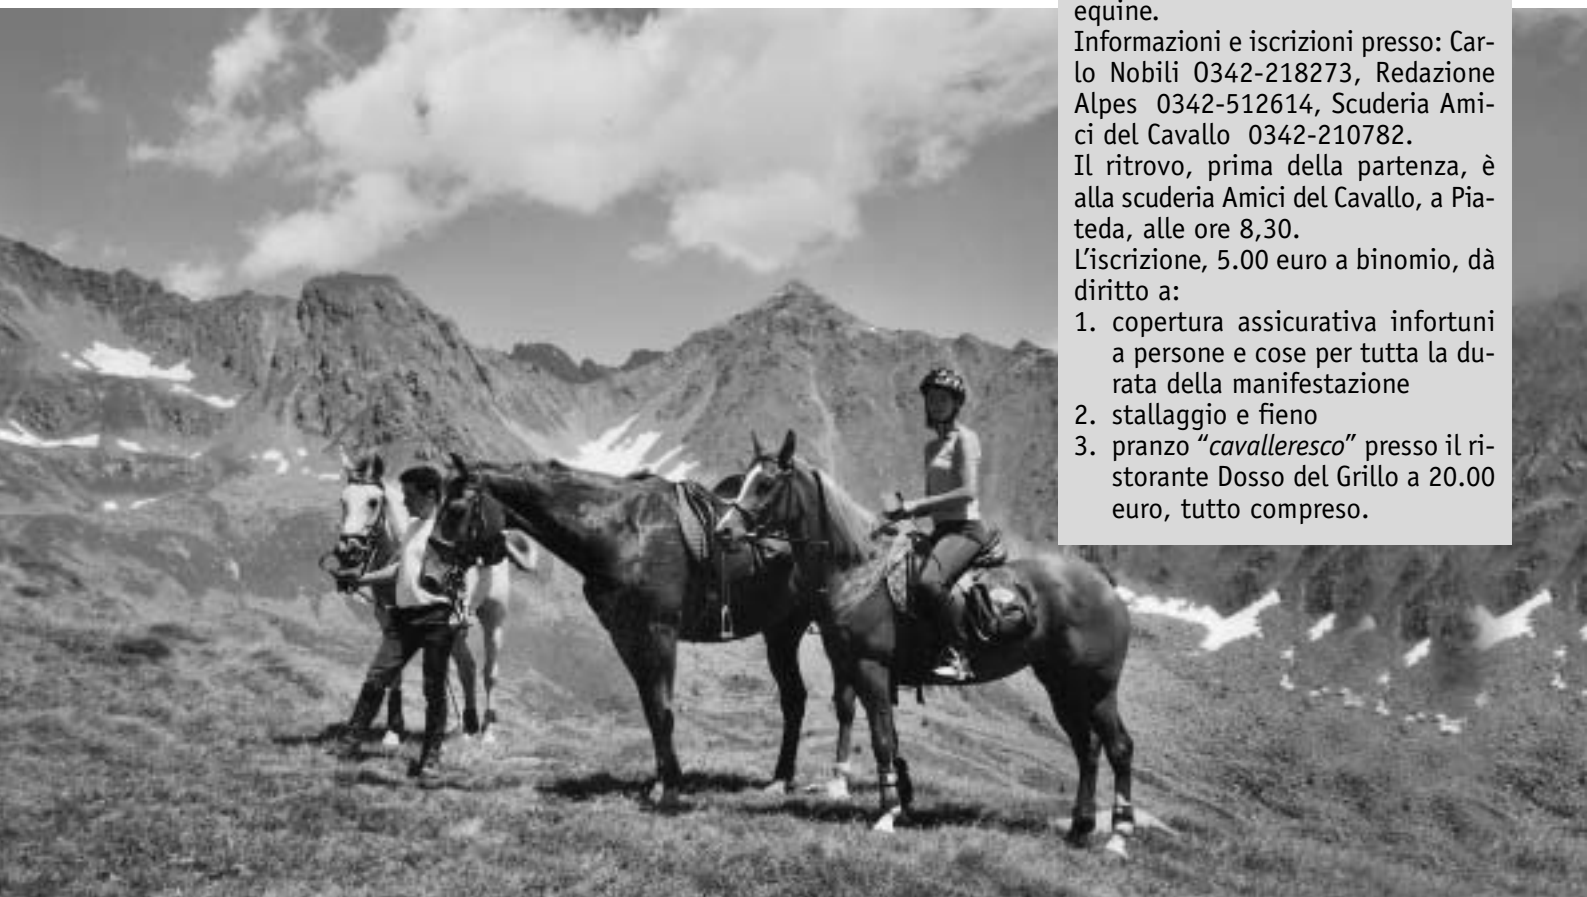 equine.
Informazioni e iscrizioni presso: Car-
lo Nobili 0342-218273, Redazione
Alpes 0342-512614, Scuderia Ami-
ci del Cavallo 0342-210782.
Il ritrovo, prima della partenza, è
alla scuderia Amici del Cavallo, a Pia-
teda, alle ore 8,30.
L’iscrizione, 5.00 euro a binomio, dà
diritto a:
1. copertura assicurativa infortuni
a persone e cose per tutta la du-
rata della manifestazione
2. stallaggio e fieno
3. pranzo “cavalleresco” presso il ri-
storante Dosso del Grillo a 20.00
euro, tutto compreso.